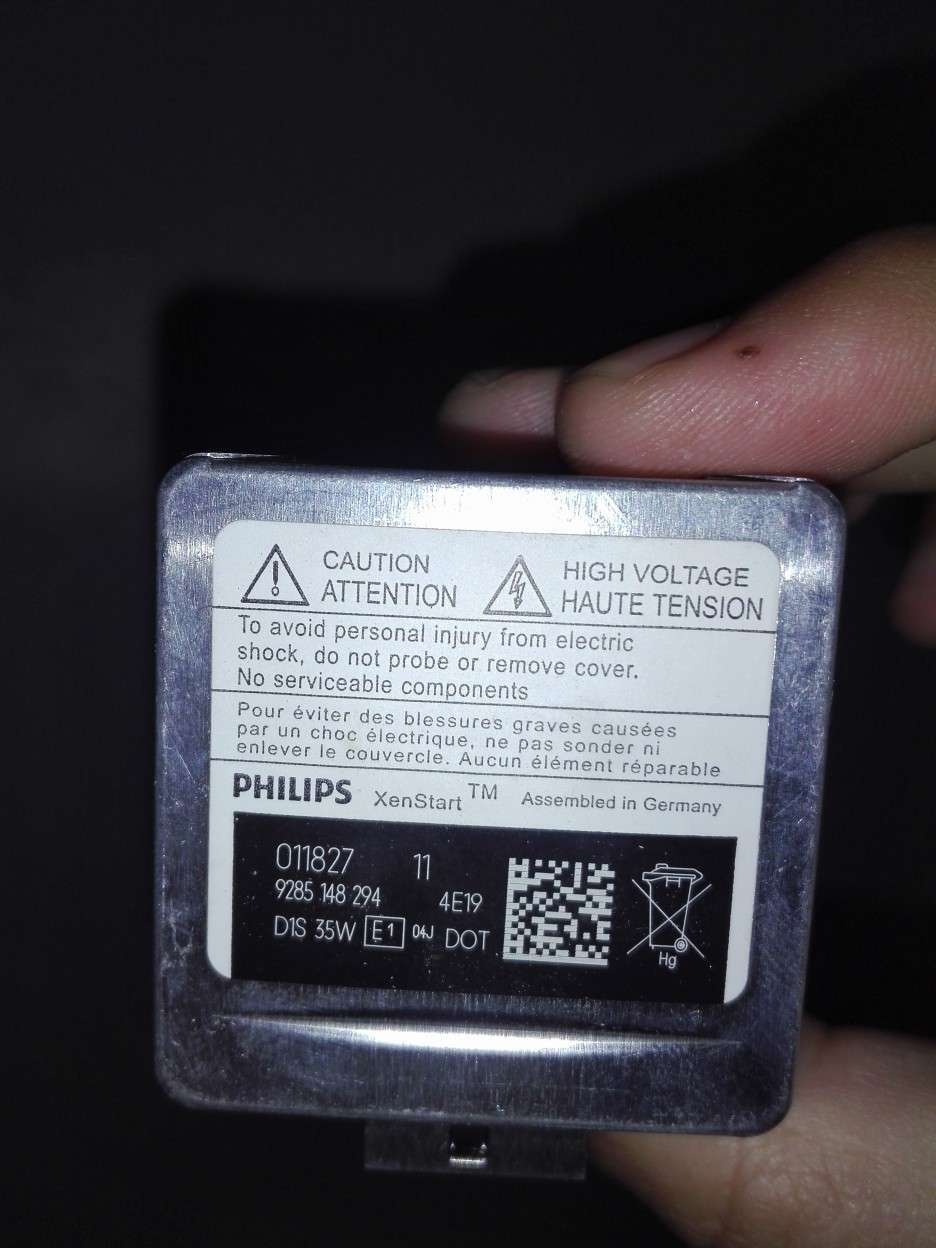 CAUTION
ATTENTION
HIGH VOLTAGE
HAUTE TENSION
To avoid personal injury from electric
shock, do not probe or remove cover.
No serviceable components
Pour éviter des blessures graves causées
par un choc électrique, ne pas sonder ni
enlever le couvercle. Aucun élément réparable
PHILIPS XenStart™ Assembled in Germany
011827 11
9285 148 294 4E19
D1S 35W E1 04J DOT
Hg